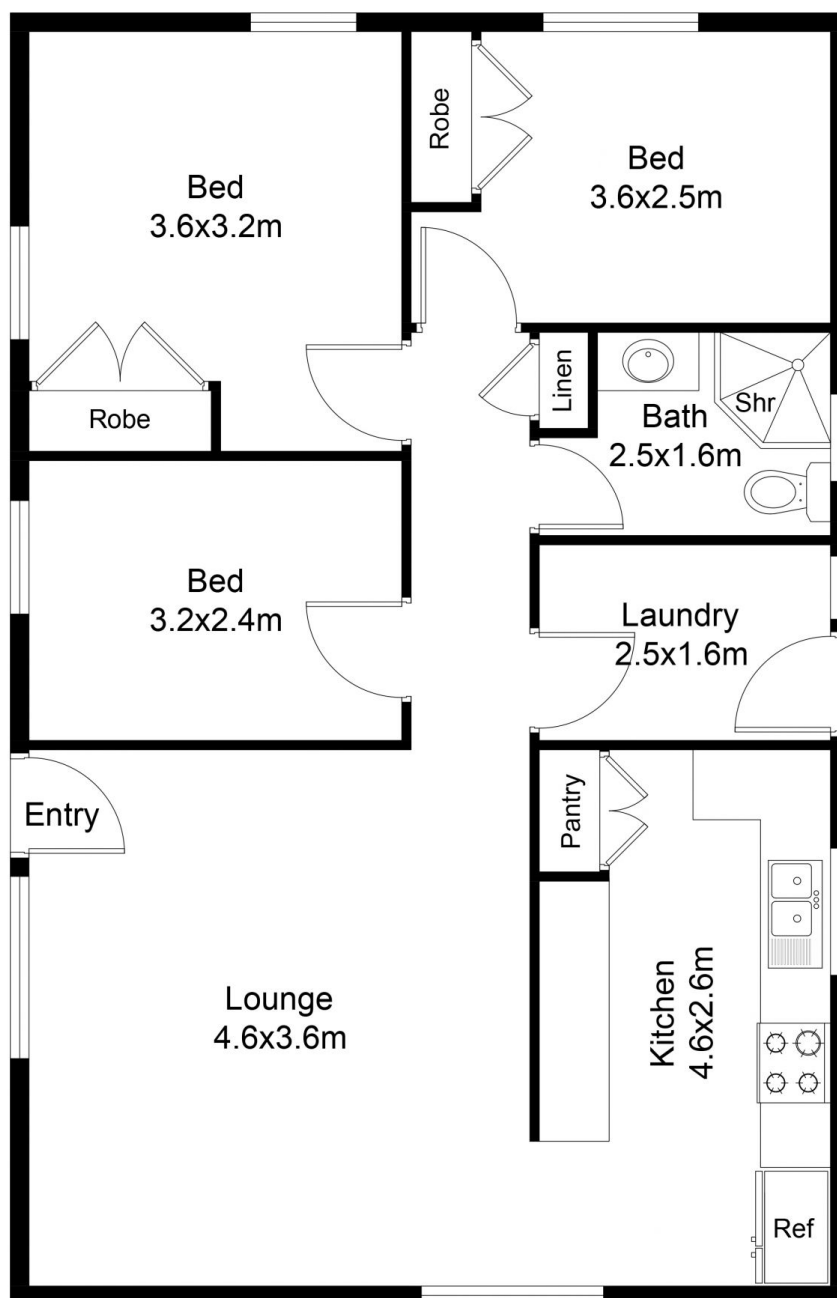 Bed
3.6x3.2m
Robe
Bed
3.6x2.5m
Robe
Linen
Bath
2.5x1.6m
Shr
Bed
3.2x2.4m
Laundry
2.5x1.6m
Entry
Pantry
Lounge
4.6x3.6m
Kitchen
4.6x2.6m
Ref